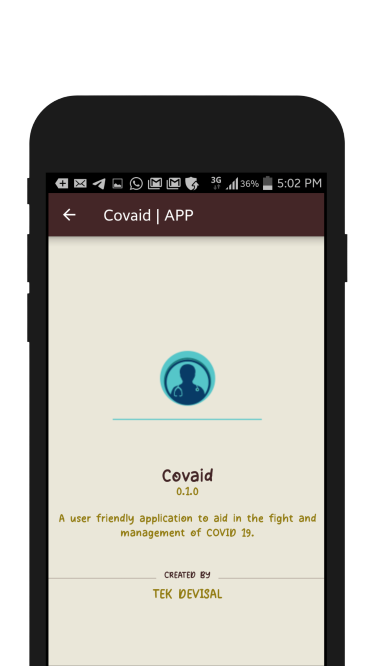 3G 36% 5:02 PM
Covaid | APP
Covaid
0.1.0
A user friendly application to aid in the fight and
management of COVID 19.
CREATED BY
TEK DEVISAL